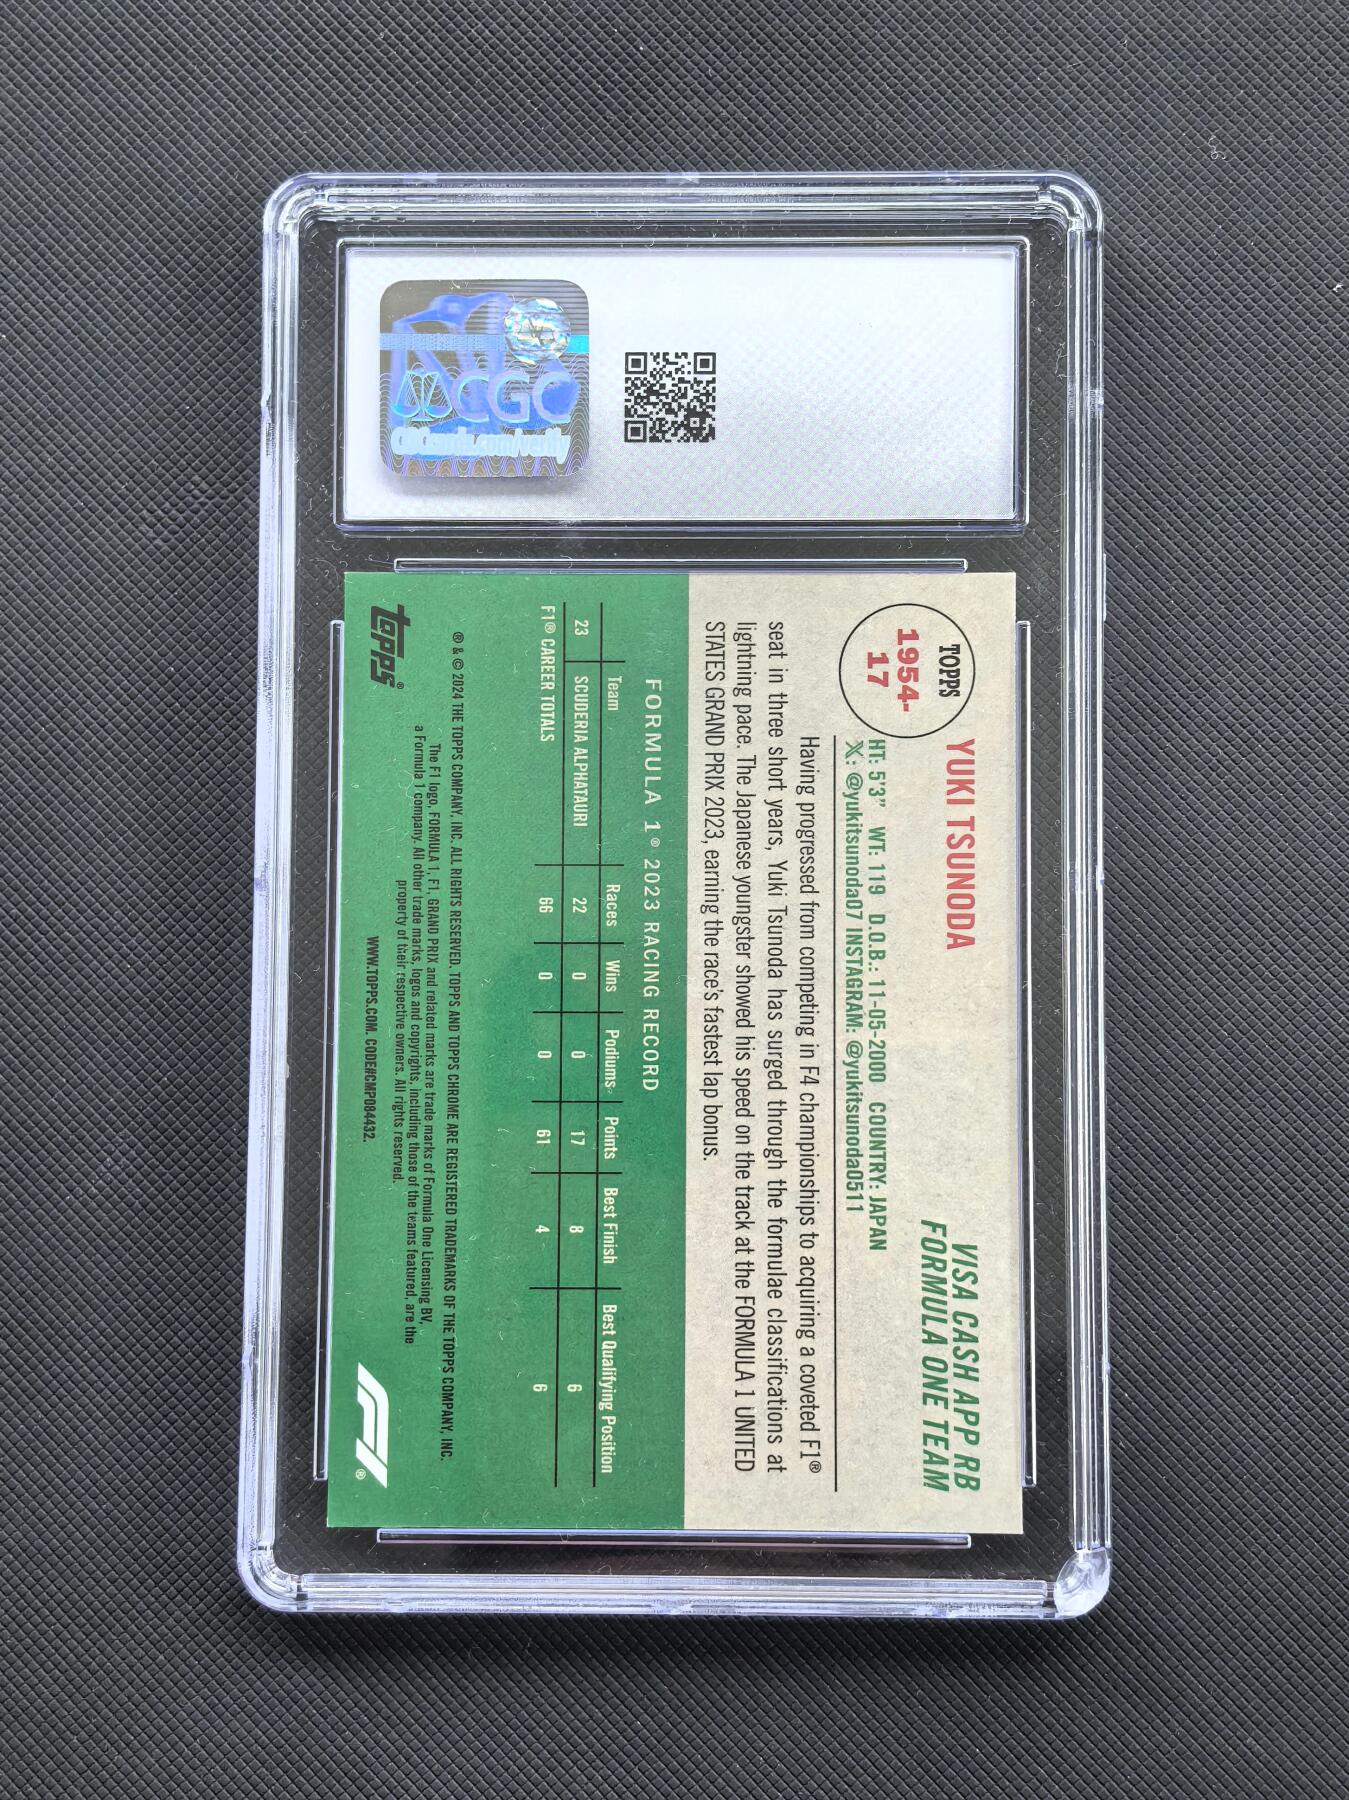 CGC
CGCcards.com/verify
TOPPS
1954-
17
YUKI TSUNODA
VISA CASH APP RB
FORMULA ONE TEAM
HT: 5'3" WT: 119 D.O.B.: 11-05-2000 COUNTRY: JAPAN
𝕏: @yukitsunoda07 INSTAGRAM: @yukitsunoda0511
Having progressed from competing in F4 championships to acquiring a coveted F1®
seat in three short years, Yuki Tsunoda has surged through the formulae classifications at
lightning pace. The Japanese youngster showed his speed on the track at the FORMULA 1 UNITED
STATES GRAND PRIX 2023, earning the race's fastest lap bonus.
FORMULA 1® 2023 RACING RECORD
Team Races Wins Podiums Points Best Finish Best Qualifying Position
23 SCUDERIA ALPHATAURI 22 0 0 17 8 6
F1® CAREER TOTALS 66 0 0 61 4 6
® & © 2024 THE TOPPS COMPANY, INC. ALL RIGHTS RESERVED. TOPPS AND TOPPS CHROME ARE REGISTERED TRADEMARKS OF THE TOPPS COMPANY, INC.
The F1 logo, FORMULA 1, F1, GRAND PRIX and related marks are trade marks of Formula One Licensing BV,
a Formula 1 company. All other trade marks, logos and copyrights, including those of the teams featured, are the
property of their respective owners. All rights reserved.
WWW.TOPPS.COM. CODE#CMP084432.
topps®
F1®